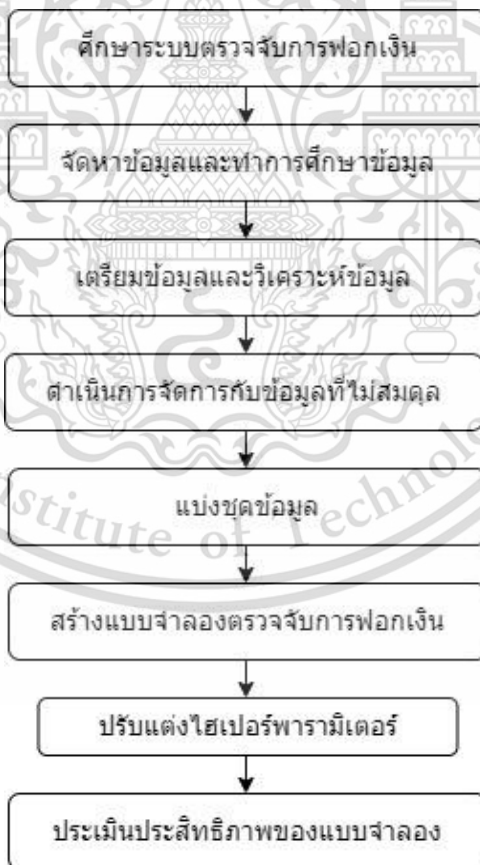 ศึกษาระบบตรวจจับการฟอกเงิน
จัดหาข้อมูลและทำการศึกษาข้อมูล
เตรียมข้อมูลและวิเคราะห์ข้อมูล
ดำเนินการจัดการกับข้อมูลที่ไม่สมดุล
แบ่งชุดข้อมูล
stitute of Technolo
สร้างแบบจำลองตรวจจับการฟอกเงิน
ปรับแต่งไฮเปอร์พารามิเตอร์
ประเมินประสิทธิภาพของแบบจำลอง